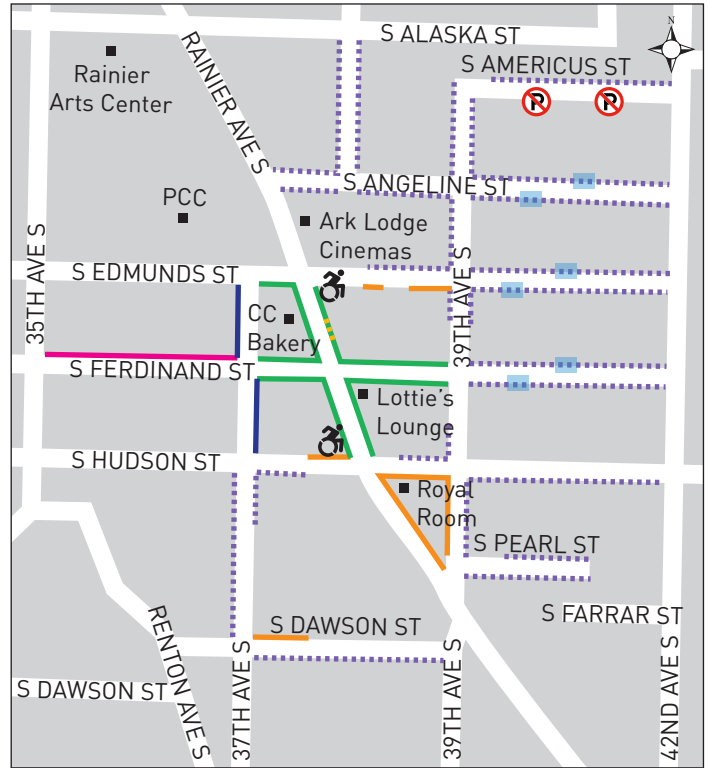 S ALASKA ST
N
S AMERICUS ST
Rainier
Arts Center
RAINIER AVE S
P
P
S ANGELINE ST
PCC
Ark Lodge
Cinemas
35TH AVE S
S EDMUNDS ST
39TH AVE S
CC
Bakery
S FERDINAND ST
Lottie's
Lounge
S HUDSON ST
Royal
Room
S PEARL ST
RENTON AVE S
S DAWSON ST
S FARRAR ST
S DAWSON ST
37TH AVE S
39TH AVE S
42ND AVE S